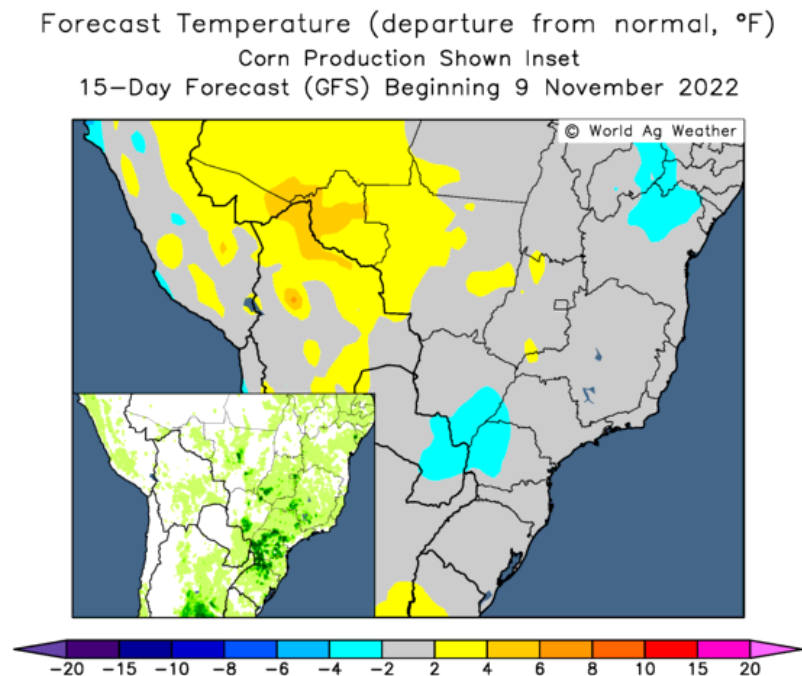 Forecast Temperature (departure from normal, °F)
Corn Production Shown Inset
15-Day Forecast (GFS) Beginning 9 November 2022
© World Ag Weather
-20 -15 -10 -8 -6 -4 -2 2 4 6 8 10 15 20